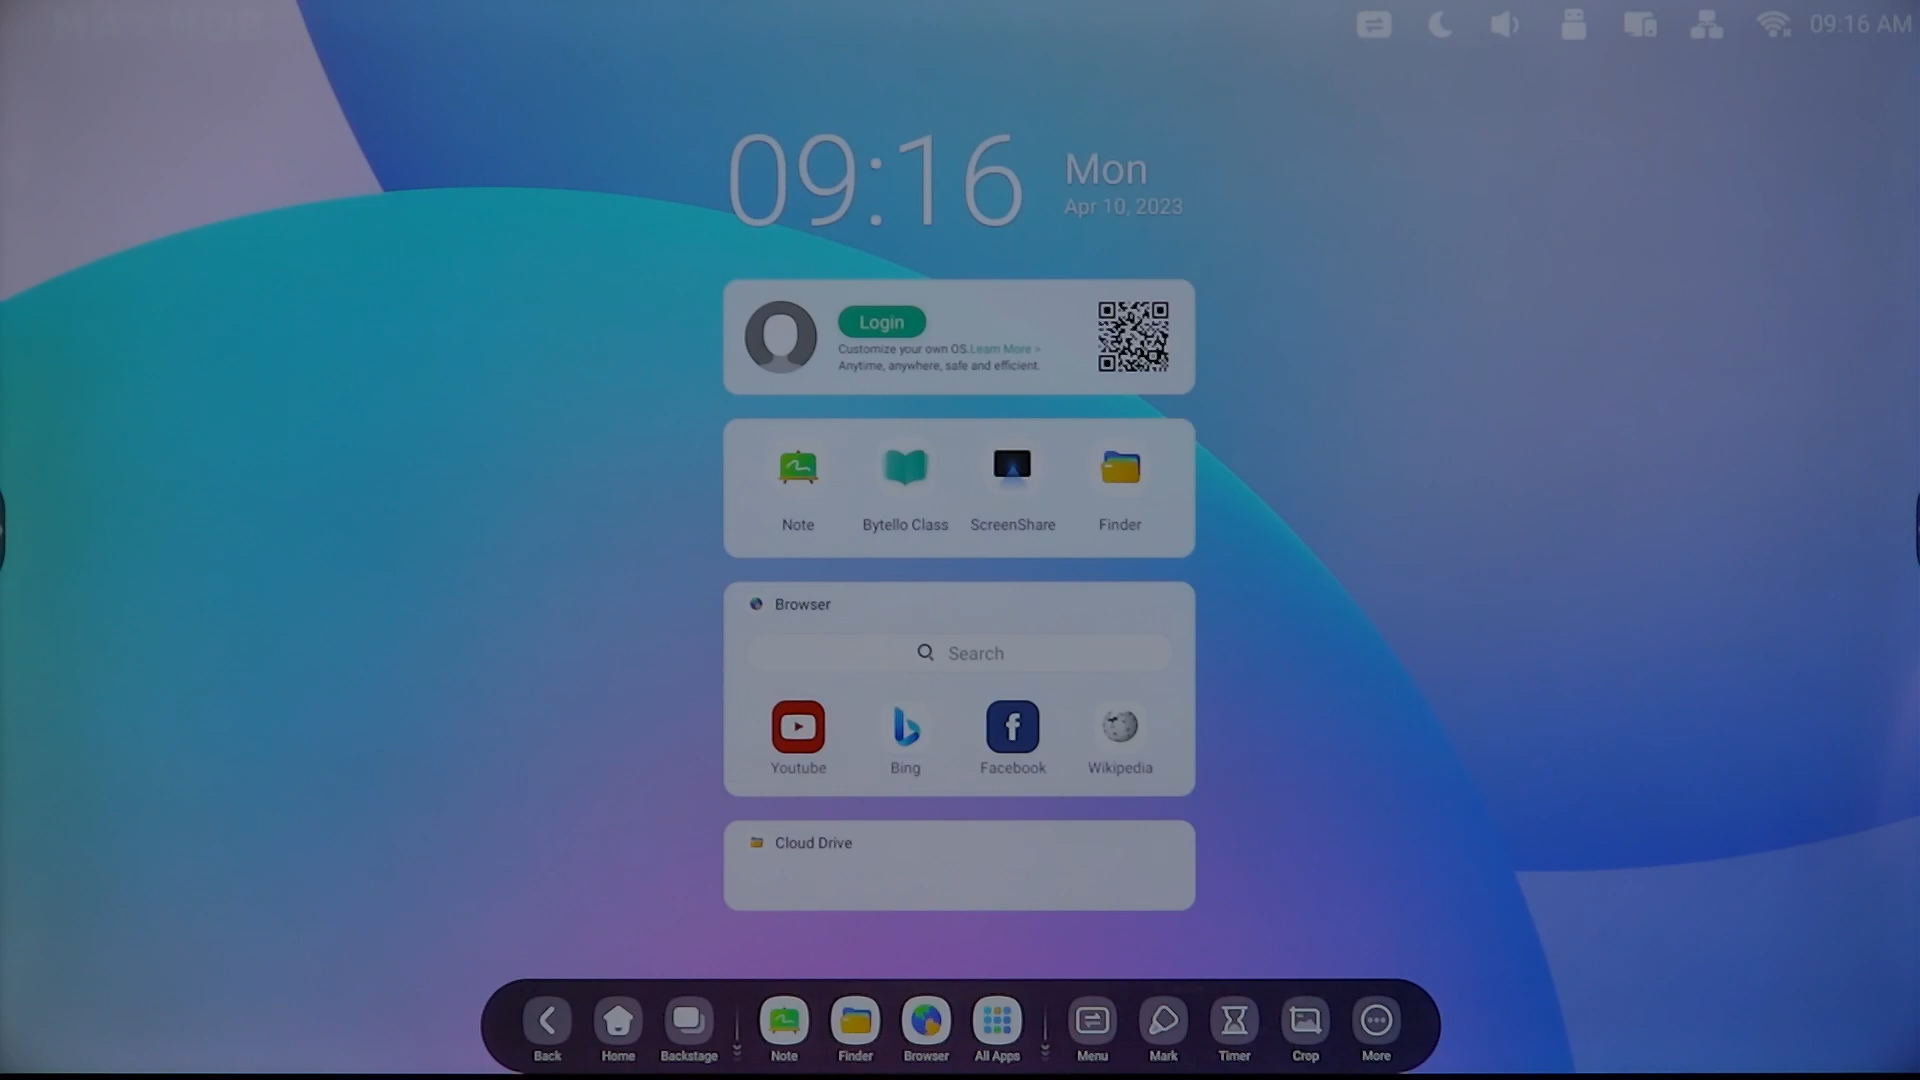 09:16 AM
09:16
Mon
Apr 10, 2023
Login
Customize your own OS.Learn More >
Anytime, anywhere, safe and efficient.
Note
Bytello Class
ScreenShare
Finder
Browser
Search
Youtube
Bing
Facebook
Wikipedia
Cloud Drive
Back
Home
Backstage
Note
Finder
Browser
All Apps
Menu
Mark
Timer
Crop
More